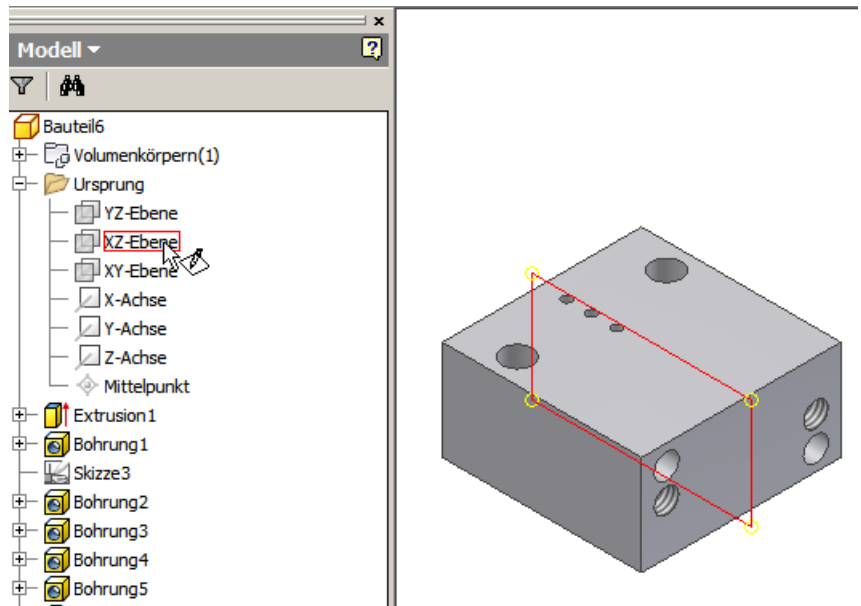 Modell
Bauteil6
Volumenkörpern(1)
Ursprung
YZ-Ebene
XZ-Ebene
XY-Ebene
X-Achse
Y-Achse
Z-Achse
Mittelpunkt
Extrusion1
Bohrung1
Skizze3
Bohrung2
Bohrung3
Bohrung4
Bohrung5